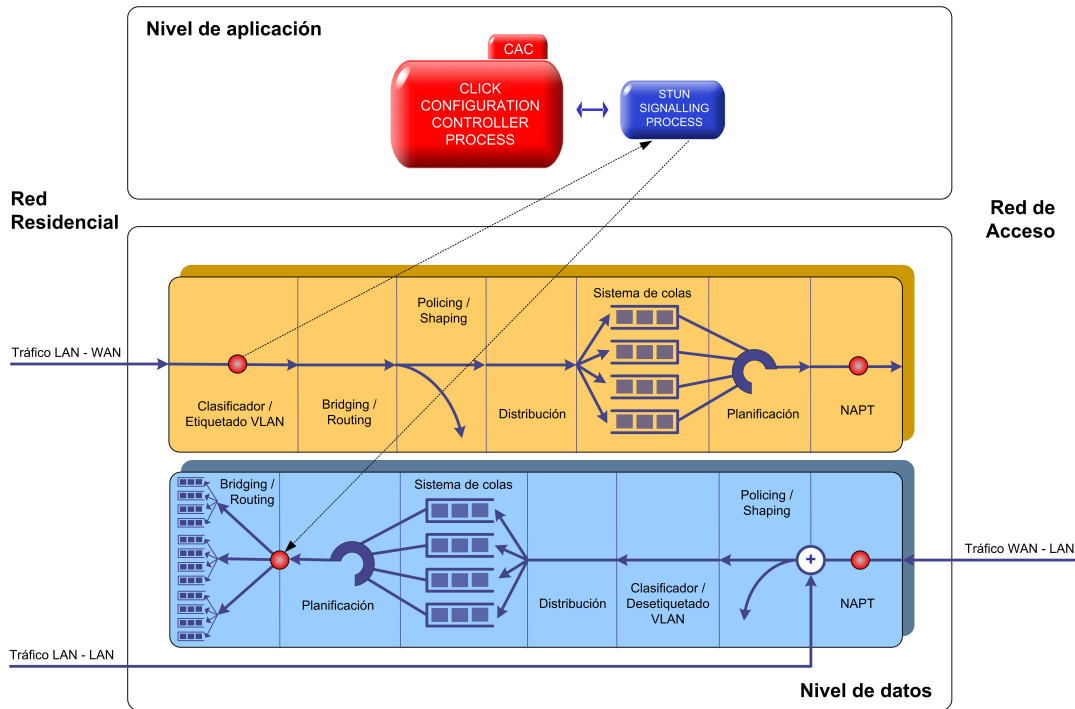 Nivel de aplicación
CAC
CLICK
CONFIGURATION
CONTROLLER
PROCESS
STUN
SIGNALLING
PROCESS
Red
Residencial
Red de
Acceso
Policing /
Shaping
Sistema de colas
Tráfico LAN - WAN
Clasificador /
Etiquetado VLAN
Bridging /
Routing
Distribución
Planificación
NAPT
Bridging /
Routing
Sistema de colas
Policing /
Shaping
Tráfico WAN - LAN
+
Planificación
Distribución
Clasificador /
Desetiquetado
VLAN
NAPT
Tráfico LAN - LAN
Nivel de datos